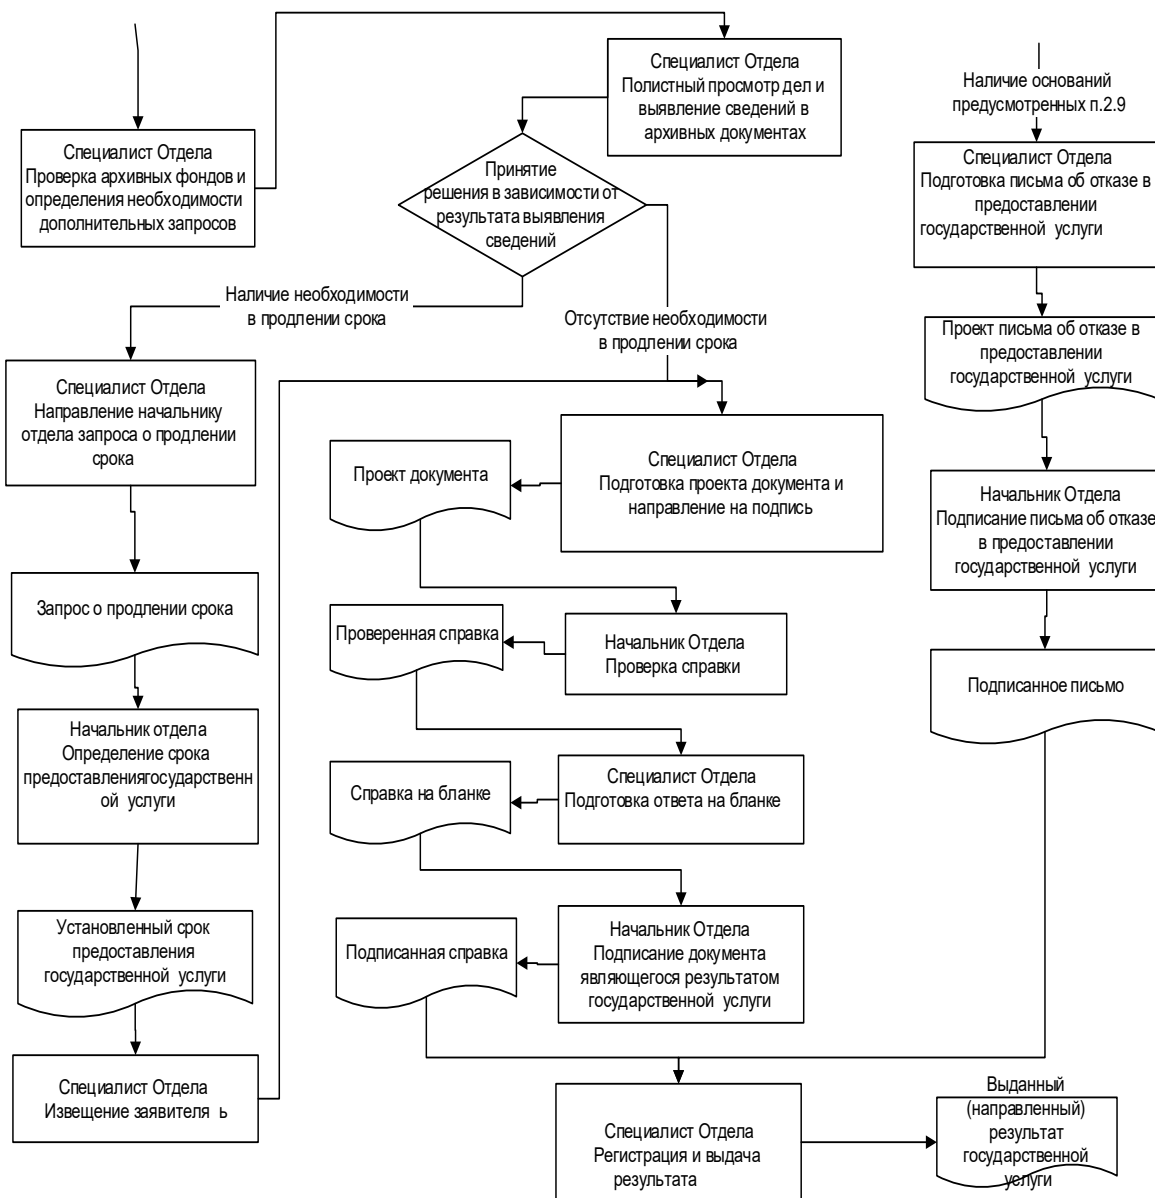 Специалист Отдела
Полистный просмотр дел и
выявление сведений в
архивных документах
Наличие оснований
предусмотренных п.2.9
Специалист Отдела
Проверка архивных фондов и
определения необходимости
дополнительных запросов
Принятие
решения в зависимости от
результата выявления
сведений
Специалист Отдела
Подготовка письма об отказе в
предоставлении
государственной услуги
Наличие необходимости
в продлении срока
Отсутствие необходимости
в продлении срока
Проект письма об отказе в
предоставлении
государственной услуги
Специалист Отдела
Направление начальнику
отдела запроса о продлении
срока
Проект документа
Специалист Отдела
Подготовка проекта документа и
направление на подпись
Начальник Отдела
Подписание письма об отказе
в предоставлении
государственной услуги
Запрос о продлении срока
Проверенная справка
Начальник Отдела
Проверка справки
Подписанное письмо
Начальник отдела
Определение срока
предоставлениягосударственн
ой услуги
Справка на бланке
Специалист Отдела
Подготовка ответа на бланке
Установленный срок
предоставления
государственной услуги
Подписанная справка
Начальник Отдела
Подписание документа
являющегося результатом
государственной услуги
Специалист Отдела
Извещение заявителя ь
Специалист Отдела
Регистрация и выдача
результата
Выданный
(направленный)
результат
государственной
услуги